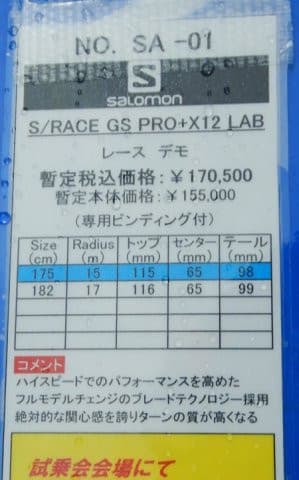 NO. SA -01
S
salomon
S/RACE GS PRO+X12 LAB
レース デモ
暫定税込価格:¥170,500
暫定本体価格:¥155,000
(専用ビンディング付)
Size Radius トップ センター テール
(cm) (m) (mm) (mm) (mm)
175 15 115 65 98
182 17 116 65 99
コメント
ハイスピードでのパフォーマンスを高めた
フルモデルチェンジのブレードテクノロジー採用
絶対的な関心感を誇りターンの質が高くなる
試乗会会場にて